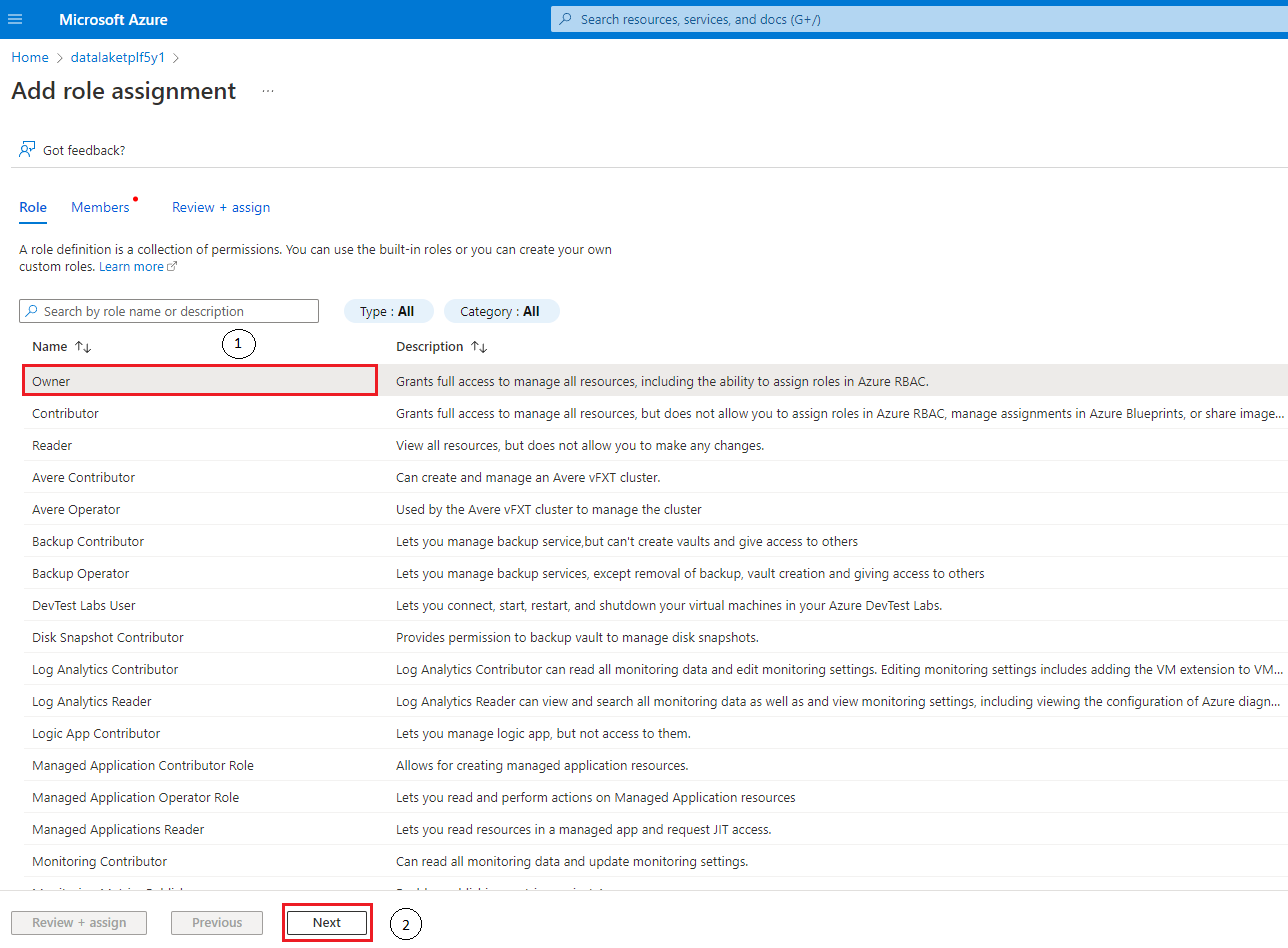 Microsoft Azure
Search resources, services, and docs (G+/)
Home > datalaketplf5y1 >
Add role assignment ...
Got feedback?
Role Members Review + assign
A role definition is a collection of permissions. You can use the built-in roles or you can create your own
custom roles. Learn more
Search by role name or description Type : All Category : All
1
Name ↑↓ Description ↑↓
Owner Grants full access to manage all resources, including the ability to assign roles in Azure RBAC.
Contributor Grants full access to manage all resources, but does not allow you to assign roles in Azure RBAC, manage assignments in Azure Blueprints, or share image...
Reader View all resources, but does not allow you to make any changes.
Avere Contributor Can create and manage an Avere vFXT cluster.
Avere Operator Used by the Avere vFXT cluster to manage the cluster
Backup Contributor Lets you manage backup service,but can't create vaults and give access to others
Backup Operator Lets you manage backup services, except removal of backup, vault creation and giving access to others
DevTest Labs User Lets you connect, start, restart, and shutdown your virtual machines in your Azure DevTest Labs.
Disk Snapshot Contributor Provides permission to backup vault to manage disk snapshots.
Log Analytics Contributor Log Analytics Contributor can read all monitoring data and edit monitoring settings. Editing monitoring settings includes adding the VM extension to VM...
Log Analytics Reader Log Analytics Reader can view and search all monitoring data as well as and view monitoring settings, including viewing the configuration of Azure diagn...
Logic App Contributor Lets you manage logic app, but not access to them.
Managed Application Contributor Role Allows for creating managed application resources.
Managed Application Operator Role Lets you read and perform actions on Managed Application resources
Managed Applications Reader Lets you read resources in a managed app and request JIT access.
Monitoring Contributor Can read all monitoring data and update monitoring settings.
Review + assign Previous Next 2